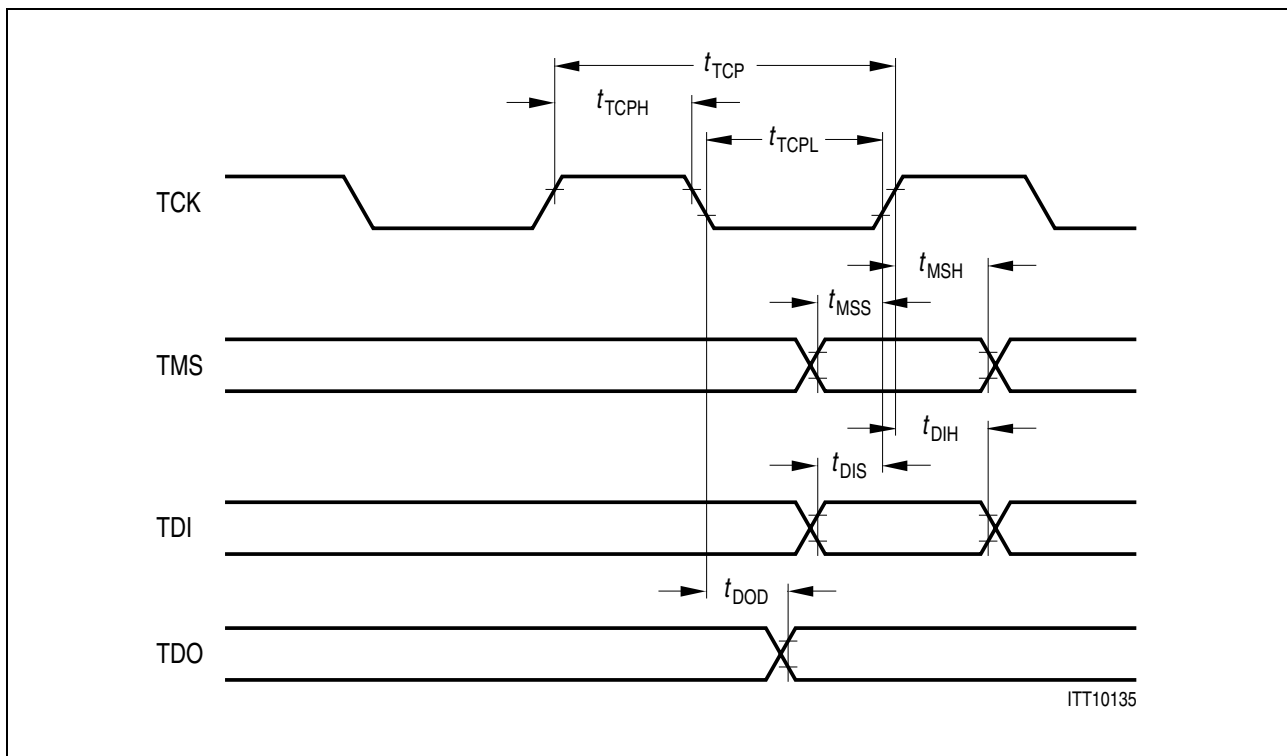 tTCP
tTCPH
tTCPL
TCK
tMSH
tMSS
TMS
tDIH
tDIS
TDI
tDOD
TDO
ITT10135